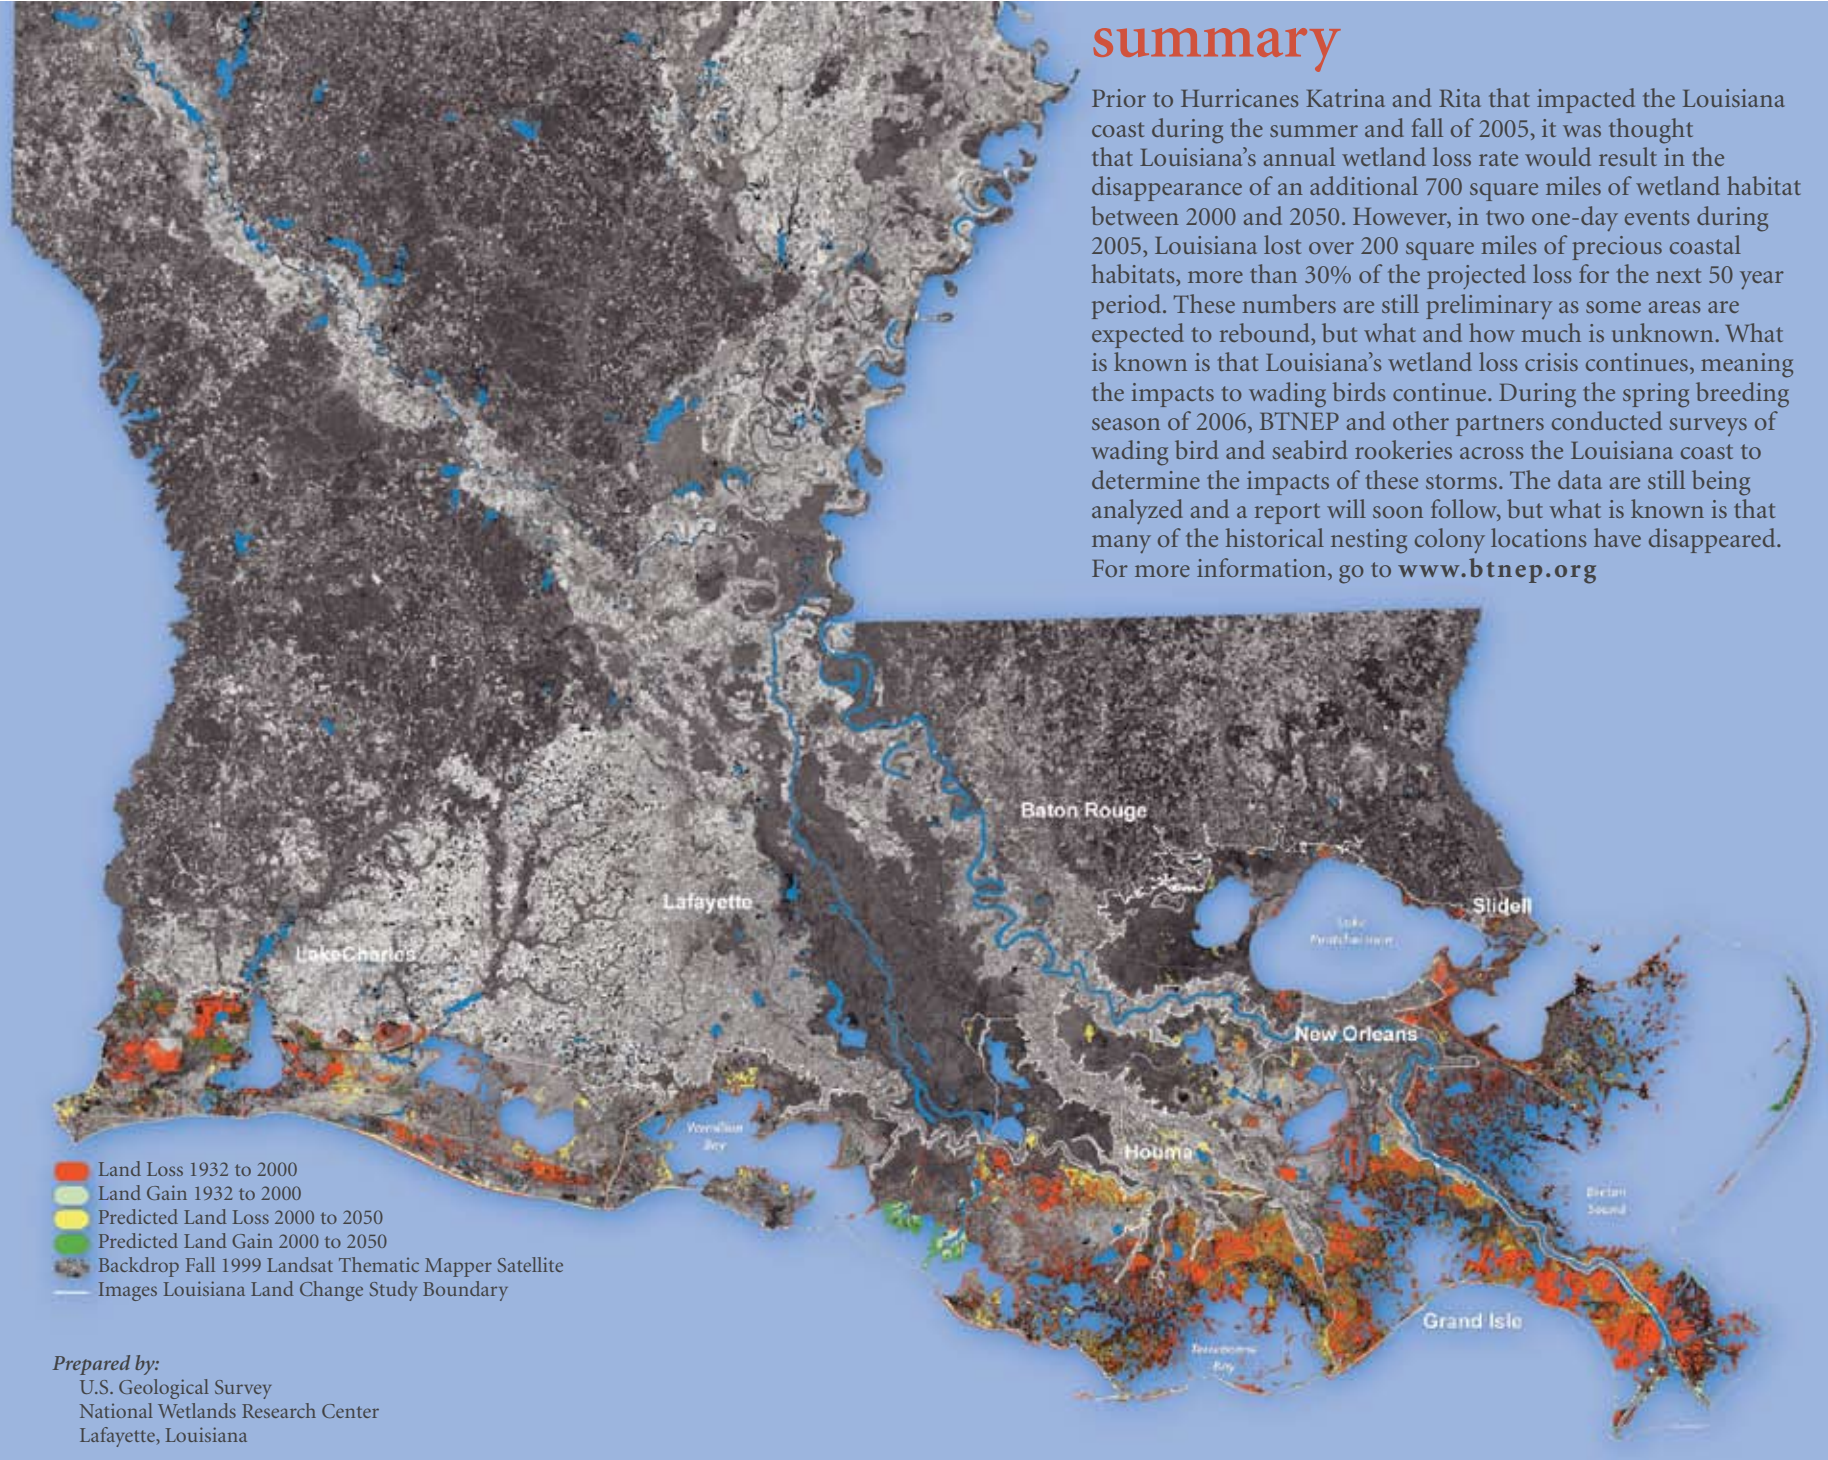 summary
Prior to Hurricanes Katrina and Rita that impacted the Louisiana
coast during the summer and fall of 2005, it was thought
that Louisiana's annual wetland loss rate would result in the
disappearance of an additional 700 square miles of wetland habitat
between 2000 and 2050. However, in two one-day events during
2005, Louisiana lost over 200 square miles of precious coastal
habitats, more than 30% of the projected loss for the next 50 year
period. These numbers are still preliminary as some areas are
expected to rebound, but what and how much is unknown. What
is known is that Louisiana's wetland loss crisis continues, meaning
the impacts to wading birds continue. During the spring breeding
season of 2006, BTNEP and other partners conducted surveys of
wading bird and seabird rookeries across the Louisiana coast to
determine the impacts of these storms. The data are still being
analyzed and a report will soon follow, but what is known is that
many of the historical nesting colony locations have disappeared.
For more information, go to www.btnep.org
Baton Rouge
Lafayette
Slidell
Lake
Pontchartrain
LakeCharles
New Orleans
Vermilion
Bay
Houma
Breton
Sound
Grand Isle
Terrebonne
Bay
Land Loss 1932 to 2000
Land Gain 1932 to 2000
Predicted Land Loss 2000 to 2050
Predicted Land Gain 2000 to 2050
Backdrop Fall 1999 Landsat Thematic Mapper Satellite
Images Louisiana Land Change Study Boundary
Prepared by:
U.S. Geological Survey
National Wetlands Research Center
Lafayette, Louisiana